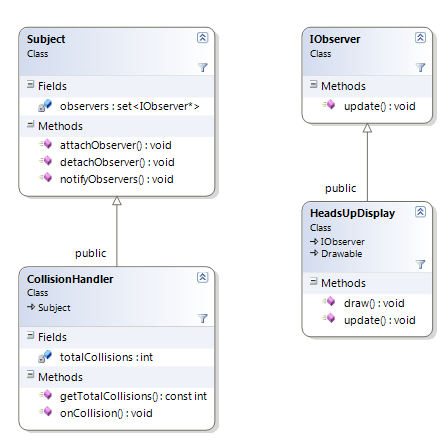 Subject
Class
Fields
observers : set<IObserver*>
Methods
attachObserver() : void
detachObserver() : void
notifyObservers() : void
public
CollisionHandler
Class
Subject
Fields
totalCollisions : int
Methods
getTotalCollisions() : const int
onCollision() : void
IObserver
Class
Methods
update() : void
public
HeadsUpDisplay
Class
IObserver
Drawable
Methods
draw() : void
update() : void